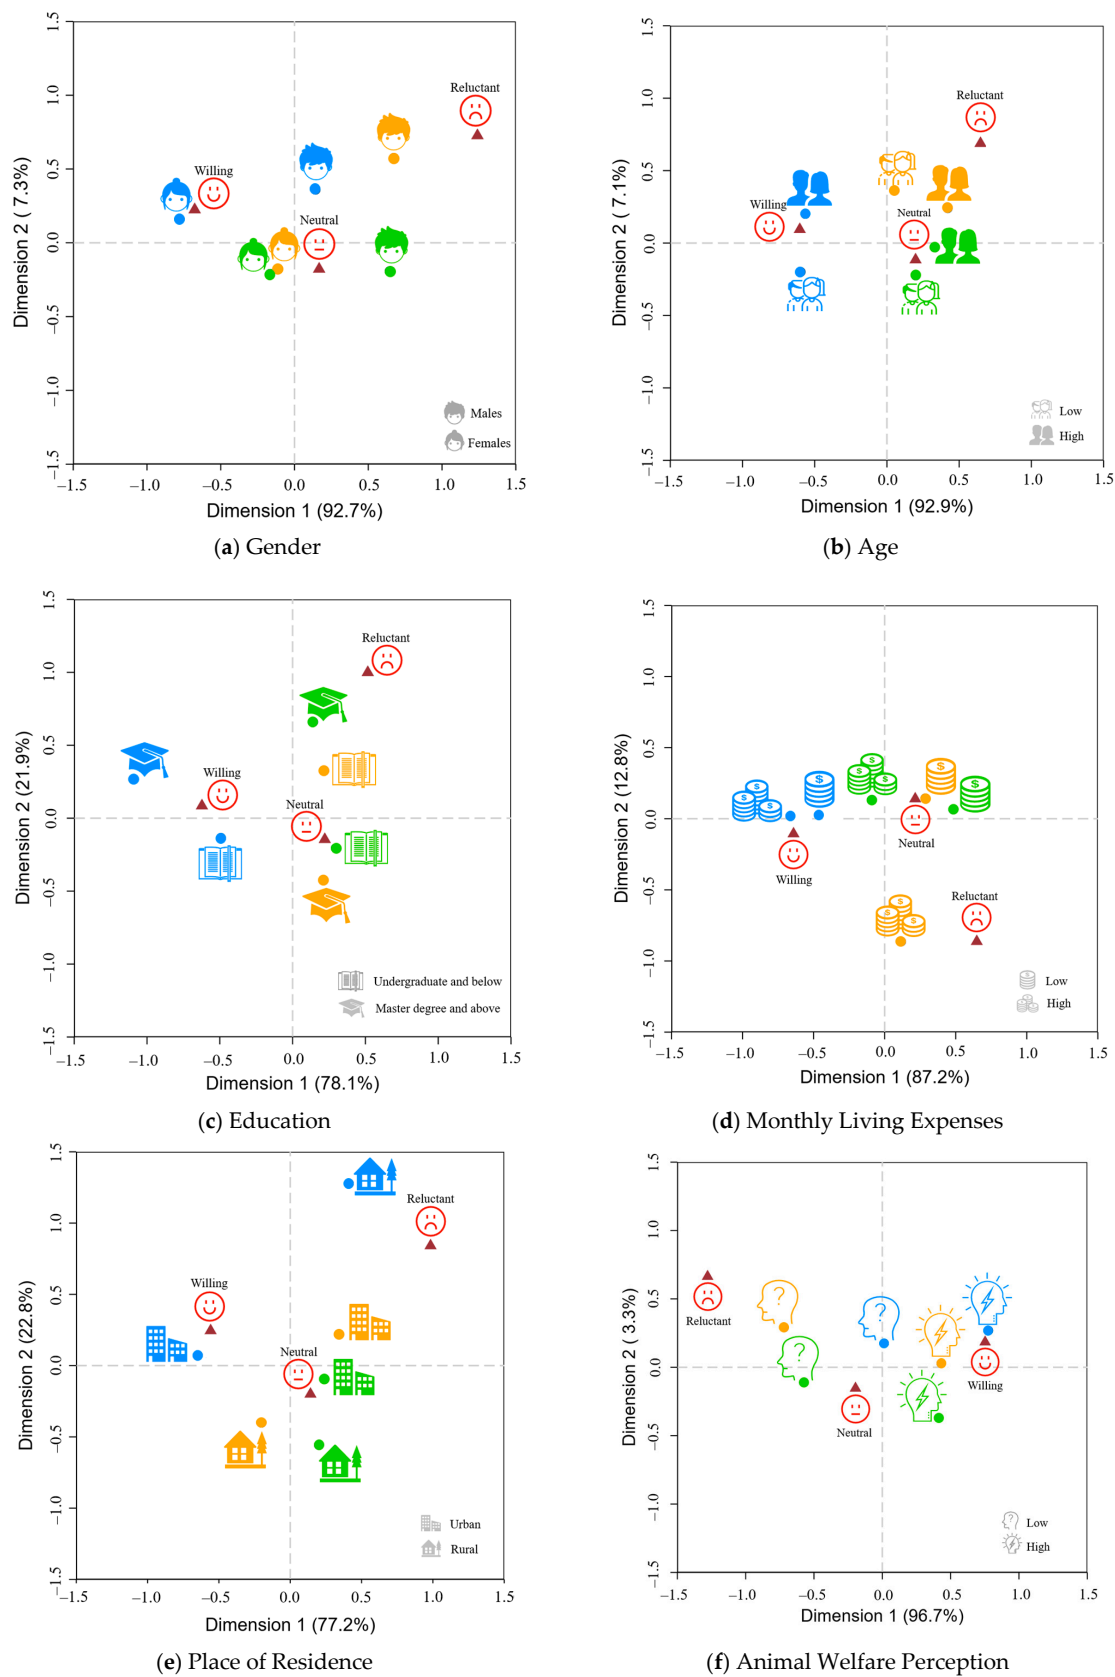 1.5
1.0
0.5
0.0
−0.5
−1.0
−1.5
Dimension 2 ( 7.3%)
Reluctant
Willing
Neutral
Males
Females
−1.5 −1.0 −0.5 0.0 0.5 1.0 1.5
Dimension 1 (92.7%)
(a) Gender
1.5
1.0
0.5
0.0
−0.5
−1.0
−1.5
Dimension 2 ( 7.1%)
Reluctant
Willing
Neutral
Low
High
−1.5 −1.0 −0.5 0.0 0.5 1.0 1.5
Dimension 1 (92.9%)
(b) Age
1.5
1.0
0.5
0.0
−0.5
−1.0
−1.5
Dimension 2 (21.9%)
Reluctant
Willing
Neutral
Undergraduate and below
Master degree and above
−1.5 −1.0 −0.5 0.0 0.5 1.0 1.5
Dimension 1 (78.1%)
(c) Education
1.5
1.0
0.5
0.0
−0.5
−1.0
−1.5
Dimension 2 (12.8%)
Neutral
Willing
Reluctant
Low
High
−1.5 −1.0 −0.5 0.0 0.5 1.0 1.5
Dimension 1 (87.2%)
(d) Monthly Living Expenses
1.5
1.0
0.5
0.0
−0.5
−1.0
−1.5
Dimension 2 (22.8%)
Reluctant
Willing
Neutral
Urban
Rural
−1.5 −1.0 −0.5 0.0 0.5 1.0 1.5
Dimension 1 (77.2%)
(e) Place of Residence
1.5
1.0
0.5
0.0
−0.5
−1.0
−1.5
Dimension 2 ( 3.3%)
Reluctant
Willing
Neutral
Low
High
−1.5 −1.0 −0.5 0.0 0.5 1.0 1.5
Dimension 1 (96.7%)
(f) Animal Welfare Perception